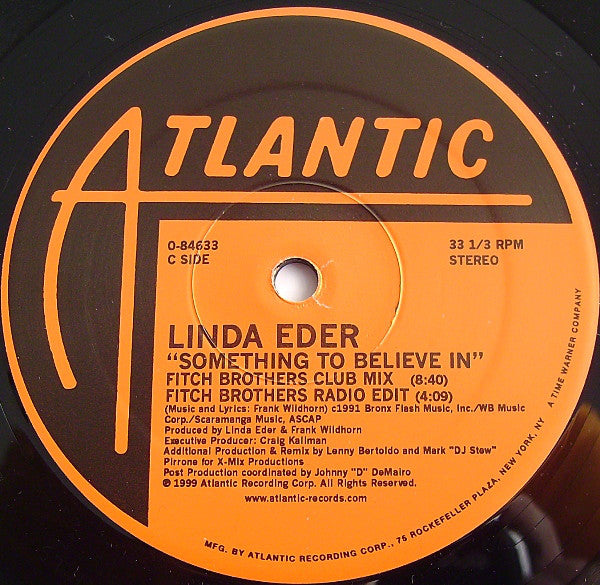 ATLANTIC
0-84633
33 1/3 RPM
C SIDE
STEREO
LINDA EDER
"SOMETHING TO BELIEVE IN"
FITCH BROTHERS CLUB MIX (8:40)
FITCH BROTHERS RADIO EDIT (4:09)
(Music and Lyrics: Frank Wildhorn) c1991 Bronx Flash Music, Inc./WB Music
Corp./Scaramanga Music, ASCAP
Produced by Linda Eder & Frank Wildhorn
Executive Producer: Craig Kallman
Additional Production & Remix by Lenny Bertoldo and Mark "DJ Stew"
Pirrone for X-Mix Productions
Post Production coordinated by Johnny "D" DeMairo
℗ 1999 Atlantic Recording Corp. All Rights Reserved.
www.atlantic-records.com
MFG. BY ATLANTIC RECORDING CORP., 75 ROCKEFELLER PLAZA, NEW YORK, NY A TIME WARNER COMPANY